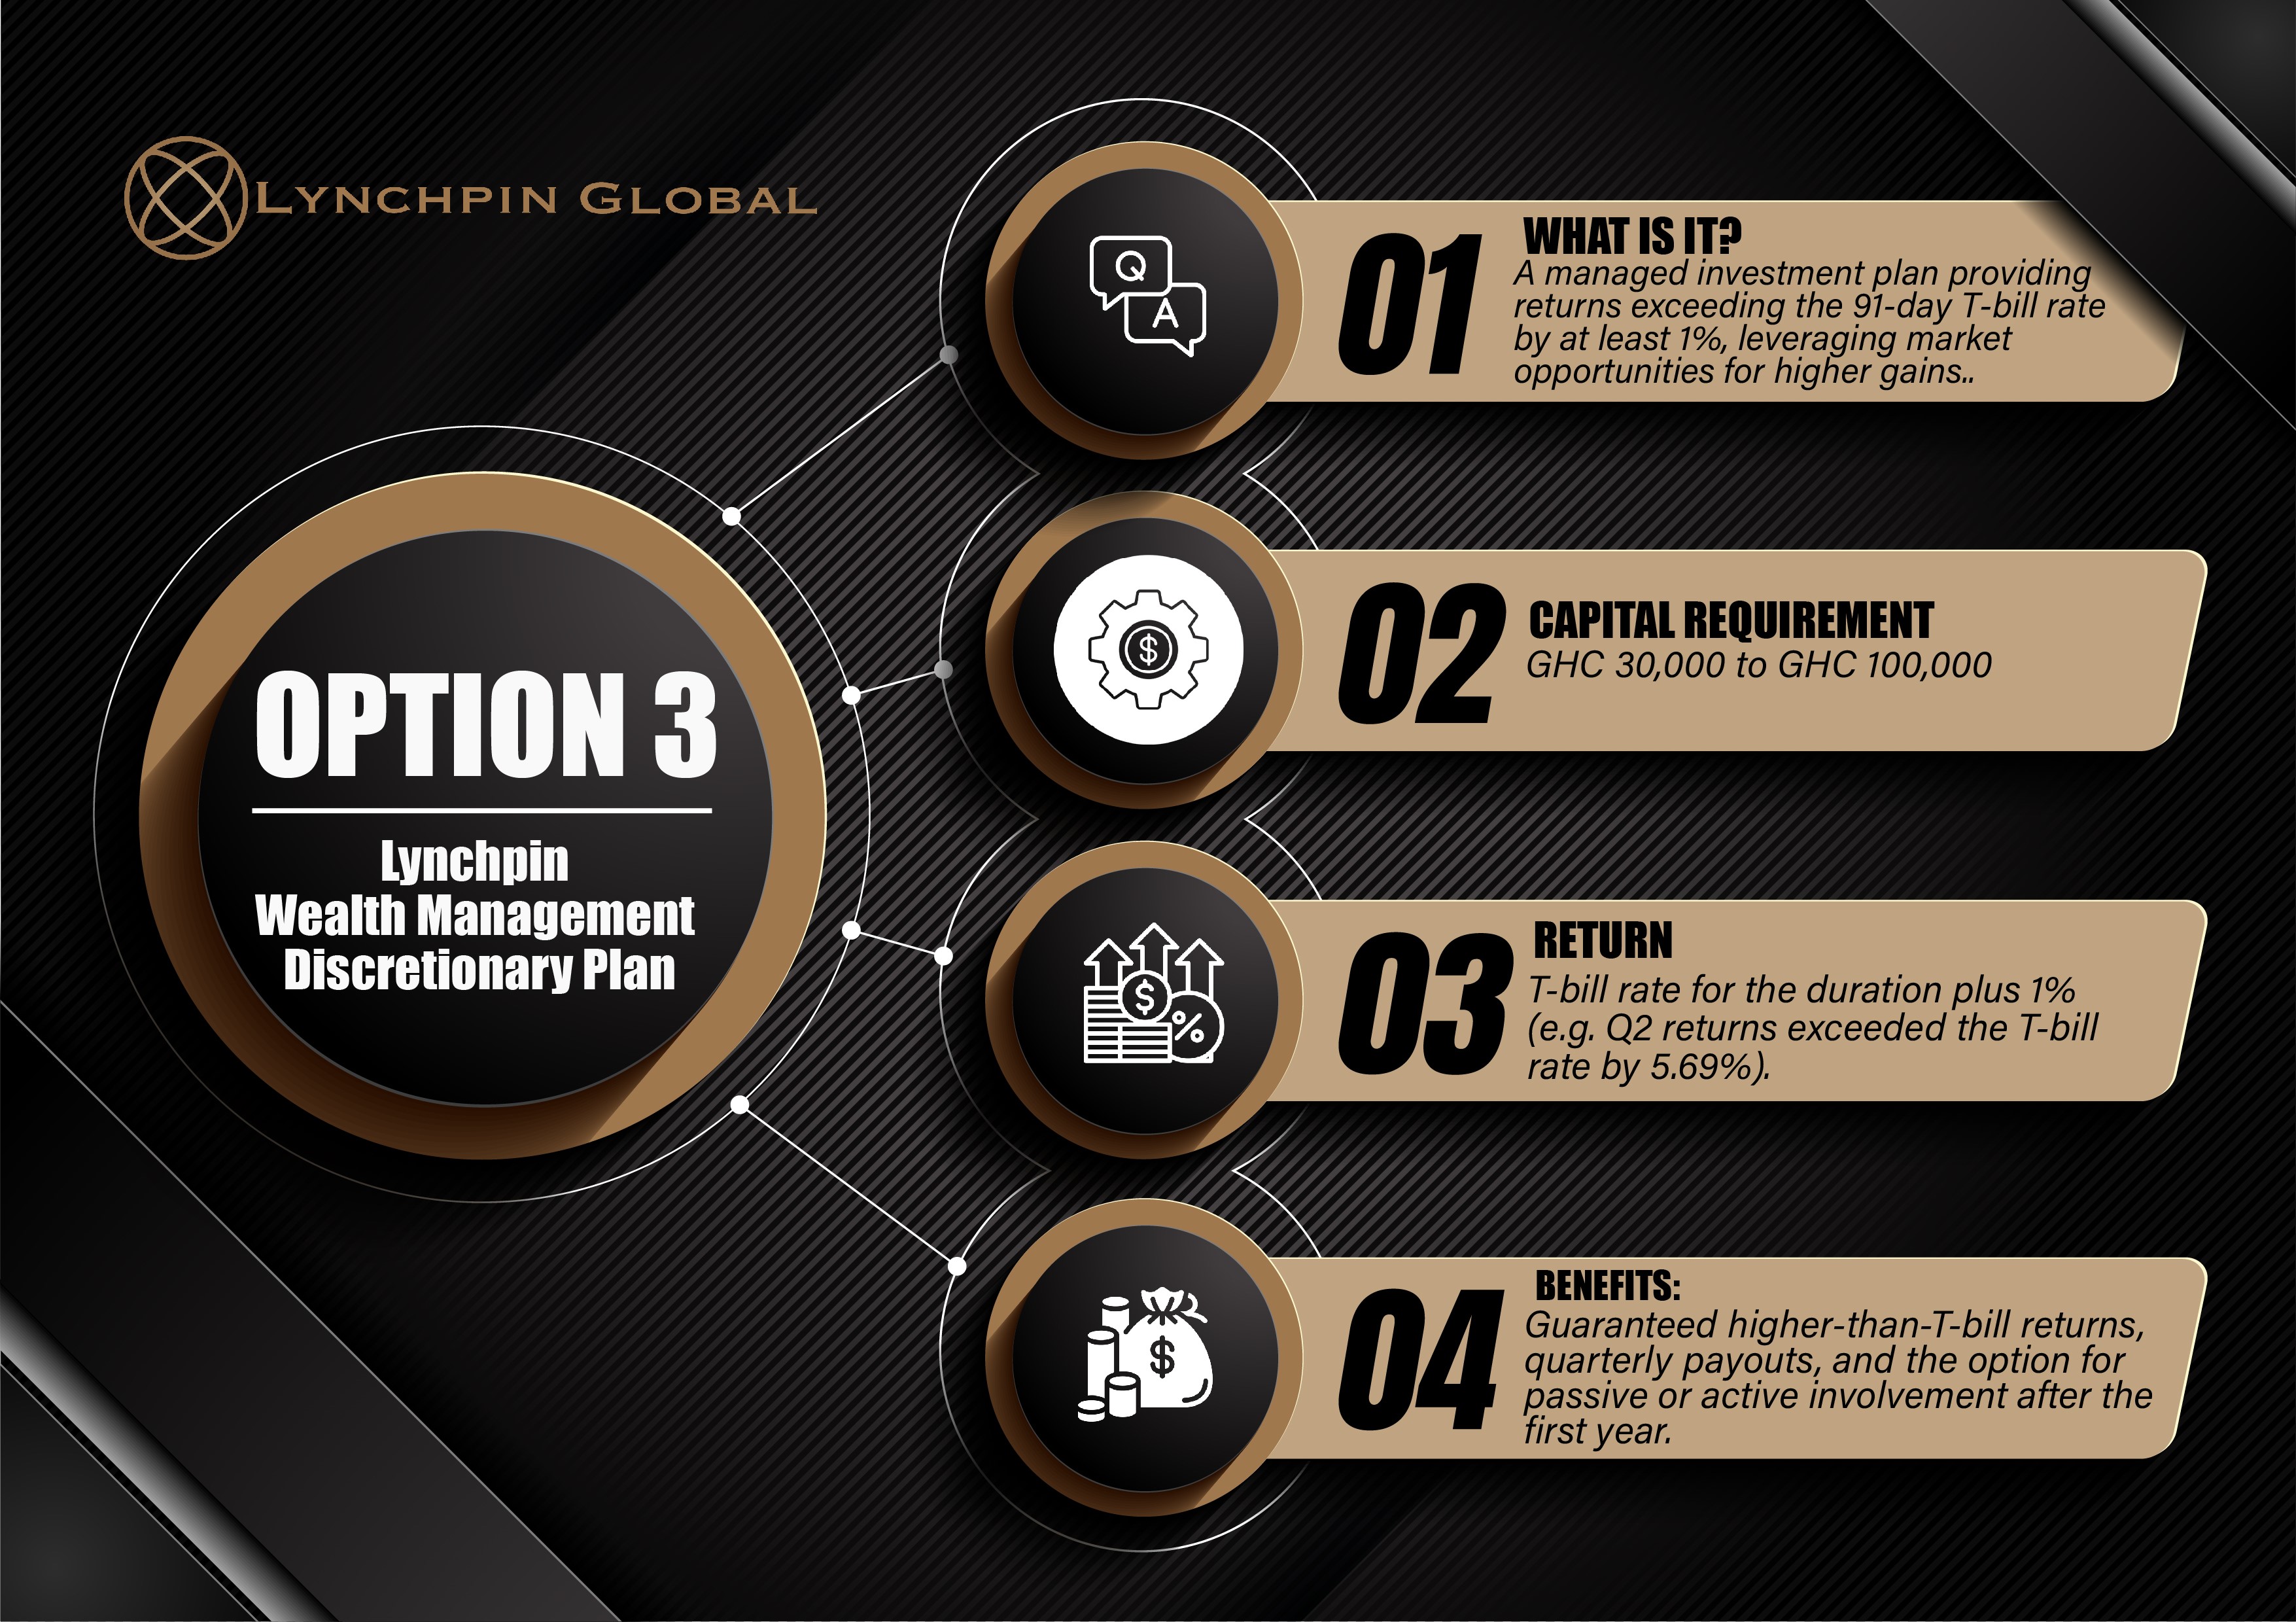 LYNCHPIN GLOBAL
OPTION 3
Lynchpin
Wealth Management
Discretionary Plan
Q
A
01
WHAT IS IT?
A managed investment plan providing
returns exceeding the 91-day T-bill rate
by at least 1%, leveraging market
opportunities for higher gains..
$
02
CAPITAL REQUIREMENT
GHC 30,000 to GHC 100,000
$
%
03
RETURN
T-bill rate for the duration plus 1%
(e.g. Q2 returns exceeded the T-bill
rate by 5.69%).
$
04
BENEFITS:
Guaranteed higher-than-T-bill returns,
quarterly payouts, and the option for
passive or active involvement after the
first year.